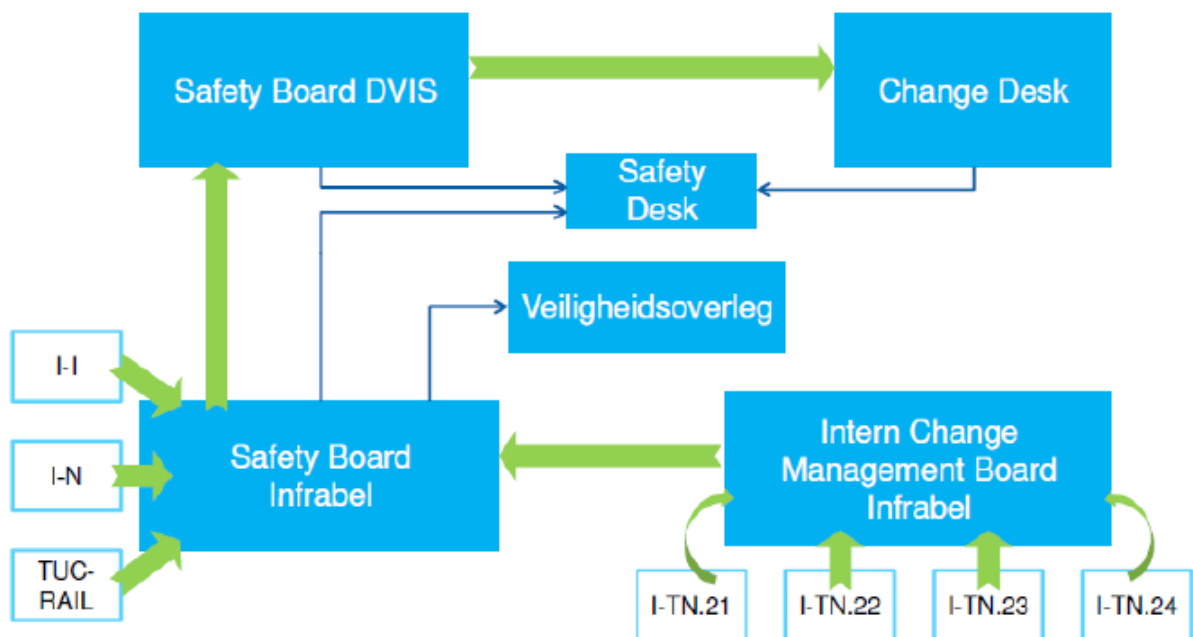 Safety Board DVIS
Change Desk
Safety
Desk
Veiligheidsoverleg
I-I
I-N
TUC-
RAIL
Safety Board
Infrabel
Intern Change
Management Board
Infrabel
I-TN.21
I-TN.22
I-TN.23
I-TN.24